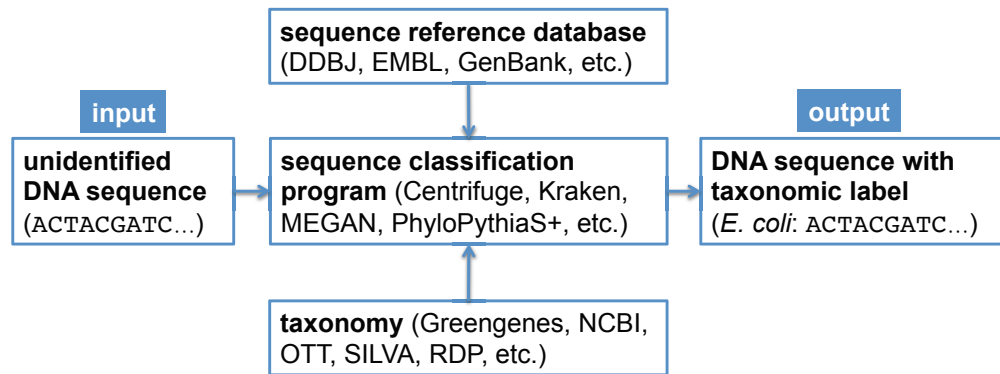 sequence reference database
(DDBJ, EMBL, GenBank, etc.)
input
unidentified
DNA sequence
(ACTACGATC…)
sequence classification
program (Centrifuge, Kraken,
MEGAN, PhyloPythiaS+, etc.)
output
DNA sequence with
taxonomic label
(E. coli: ACTACGATC…)
taxonomy (Greengenes, NCBI,
OTT, SILVA, RDP, etc.)